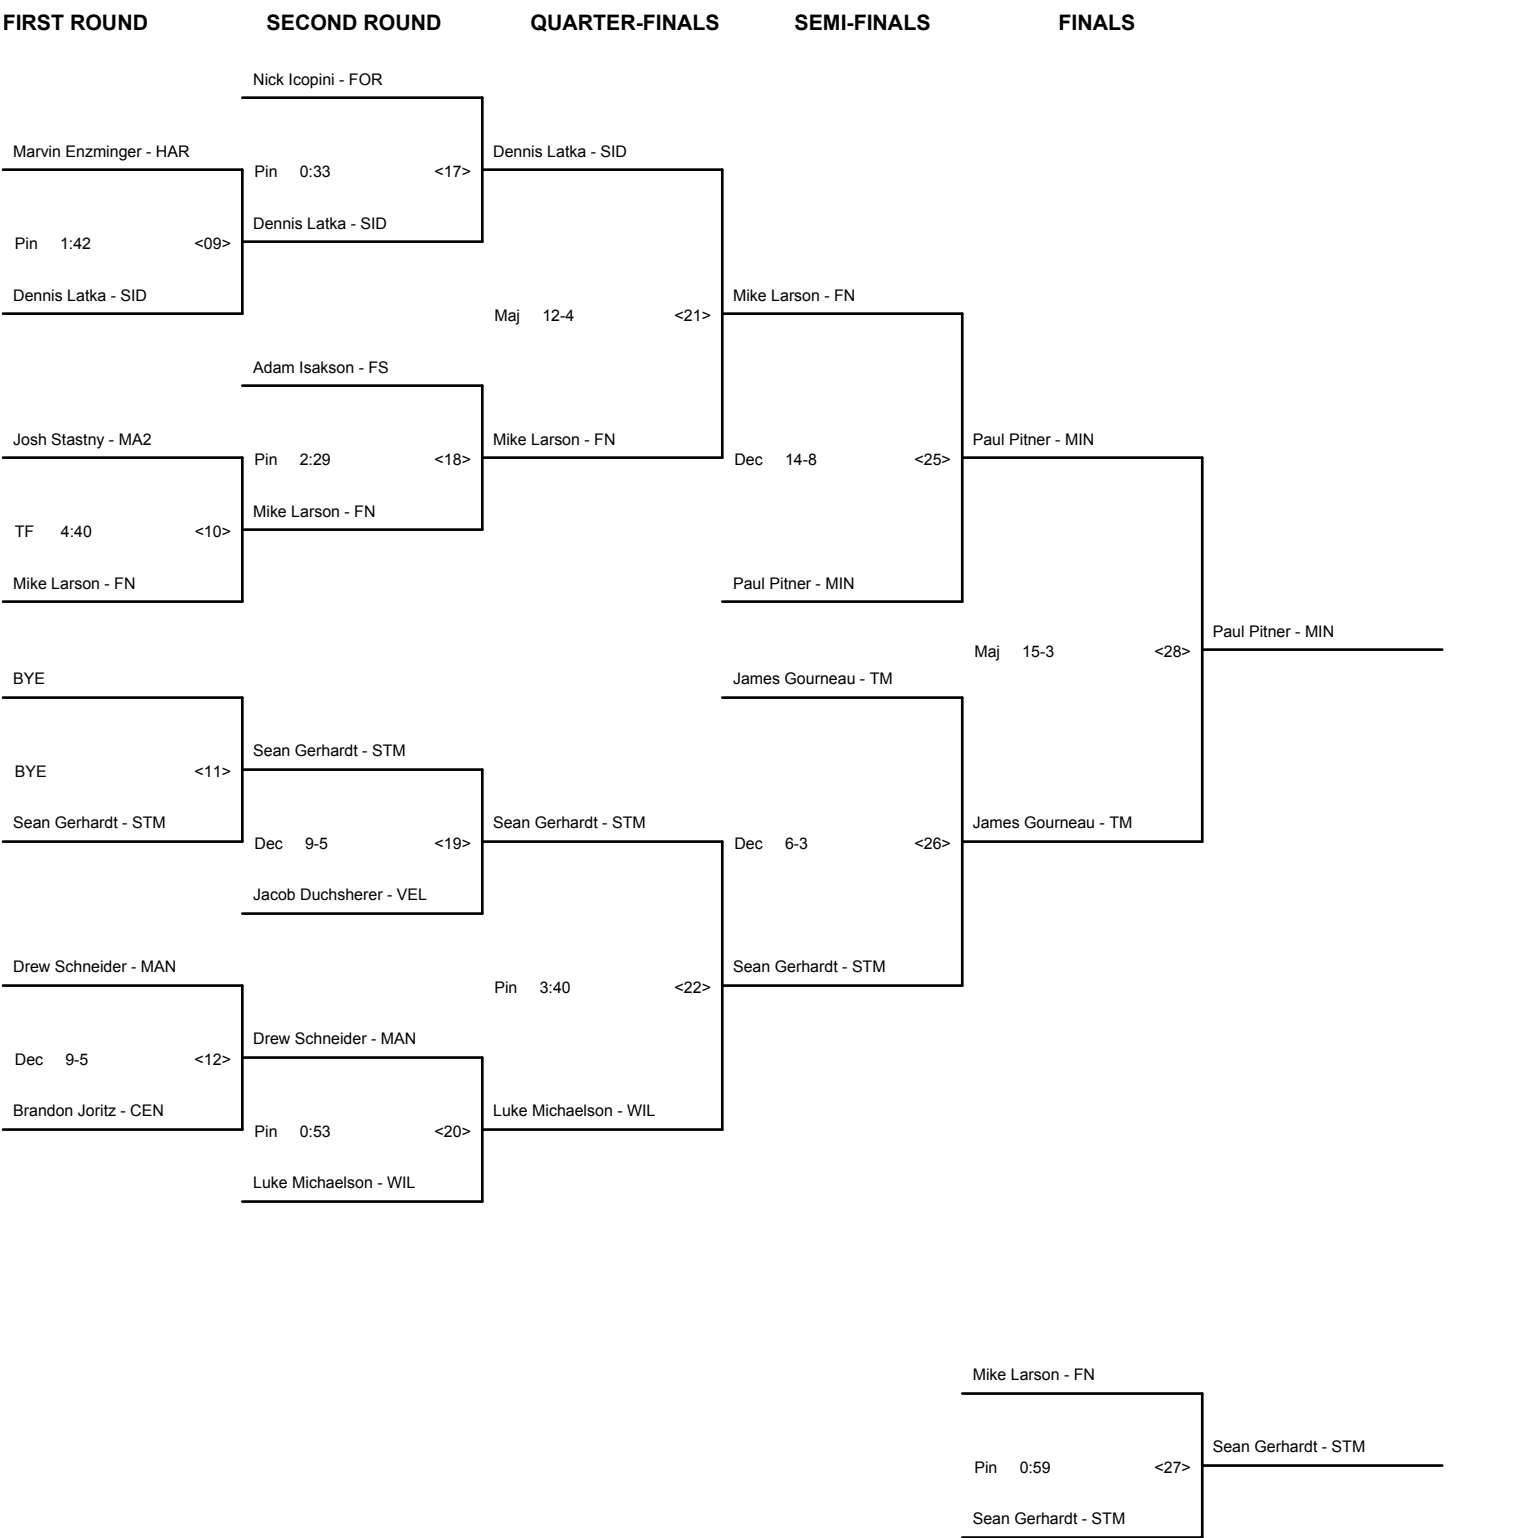 FIRST ROUND SECOND ROUND QUARTER-FINALS SEMI-FINALS FINALS
Nick Icopini - FOR
Marvin Enzminger - HAR Dennis Latka - SID
Pin 0:33 <17>
Dennis Latka - SID
Pin 1:42 <09>
Dennis Latka - SID Mike Larson - FN
Maj 12-4 <21>
Adam Isakson - FS
Josh Stastny - MA2 Mike Larson - FN Paul Pitner - MIN
Pin 2:29 <18> Dec 14-8 <25>
Mike Larson - FN
TF 4:40 <10>
Mike Larson - FN Paul Pitner - MIN
Paul Pitner - MIN
Maj 15-3 <28>
BYE James Gourneau - TM
Sean Gerhardt - STM
BYE <11>
Sean Gerhardt - STM Sean Gerhardt - STM James Gourneau - TM
Dec 9-5 <19> Dec 6-3 <26>
Jacob Duchsherer - VEL
Drew Schneider - MAN Sean Gerhardt - STM
Pin 3:40 <22>
Drew Schneider - MAN
Dec 9-5 <12>
Brandon Joritz - CEN Luke Michaelson - WIL
Pin 0:53 <20>
Luke Michaelson - WIL
Mike Larson - FN
Sean Gerhardt - STM
Pin 0:59 <27>
Sean Gerhardt - STM